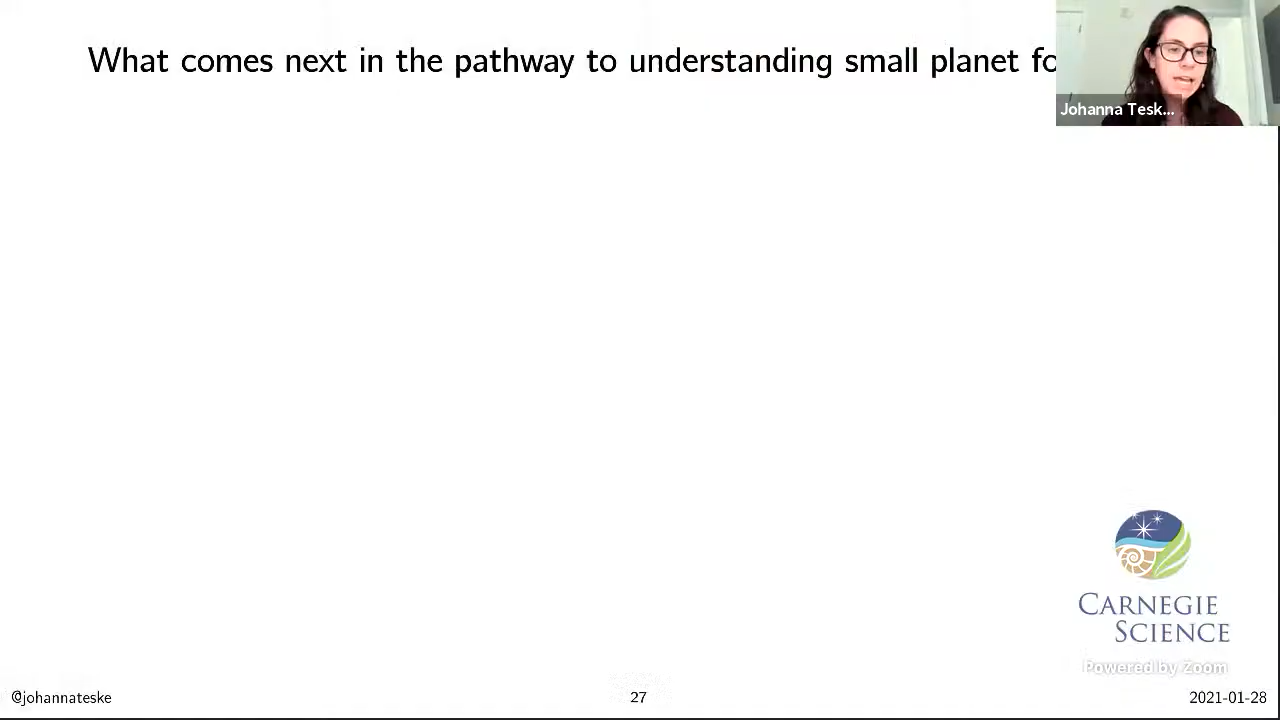 What comes next in the pathway to understanding small planet fo
Johanna Tesk...
CARNEGIE
SCIENCE
Powered by Zoom
@johannateske
27
2021-01-28